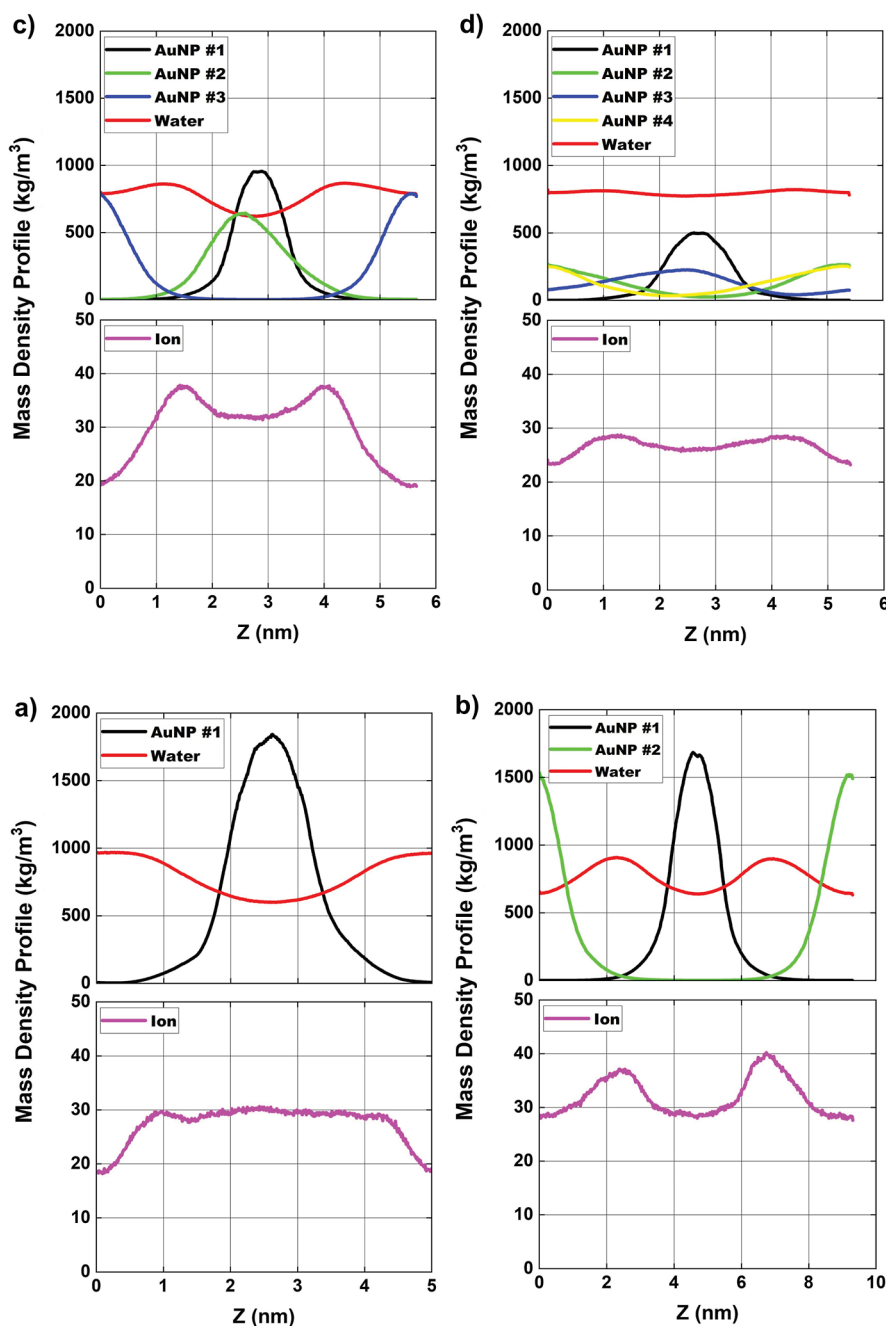 c)
2000
1500
1000
500
0
AuNP #1
AuNP #2
AuNP #3
Water
50
40
30
20
10
0
Ion
0 1 2 3 4 5 6
Z (nm)
Mass Density Profile (kg/m³)
d)
2000
1500
1000
500
0
AuNP #1
AuNP #2
AuNP #3
AuNP #4
Water
50
40
30
20
10
0
Ion
0 1 2 3 4 5 6
Z (nm)
Mass Density Profile (kg/m³)
a)
2000
1500
1000
500
0
AuNP #1
Water
50
40
30
20
10
0
Ion
0 1 2 3 4 5
Z (nm)
Mass Density Profile (kg/m³)
b)
2000
1500
1000
500
0
AuNP #1
AuNP #2
Water
50
40
30
20
10
0
Ion
0 2 4 6 8 10
Z (nm)
Mass Density Profile (kg/m³)